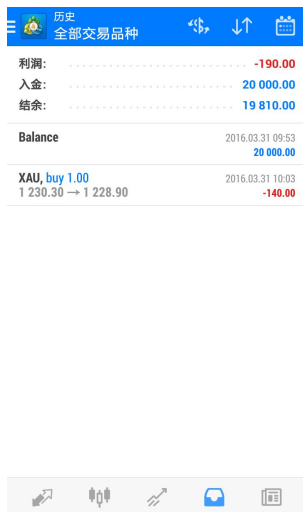 历史
全部交易品种
利润: -190.00
入金: 20 000.00
结余: 19 810.00
Balance 2016.03.31 09:53
20 000.00
XAU, buy 1.00 2016.03.31 10:03
1 230.30 → 1 228.90 -140.00